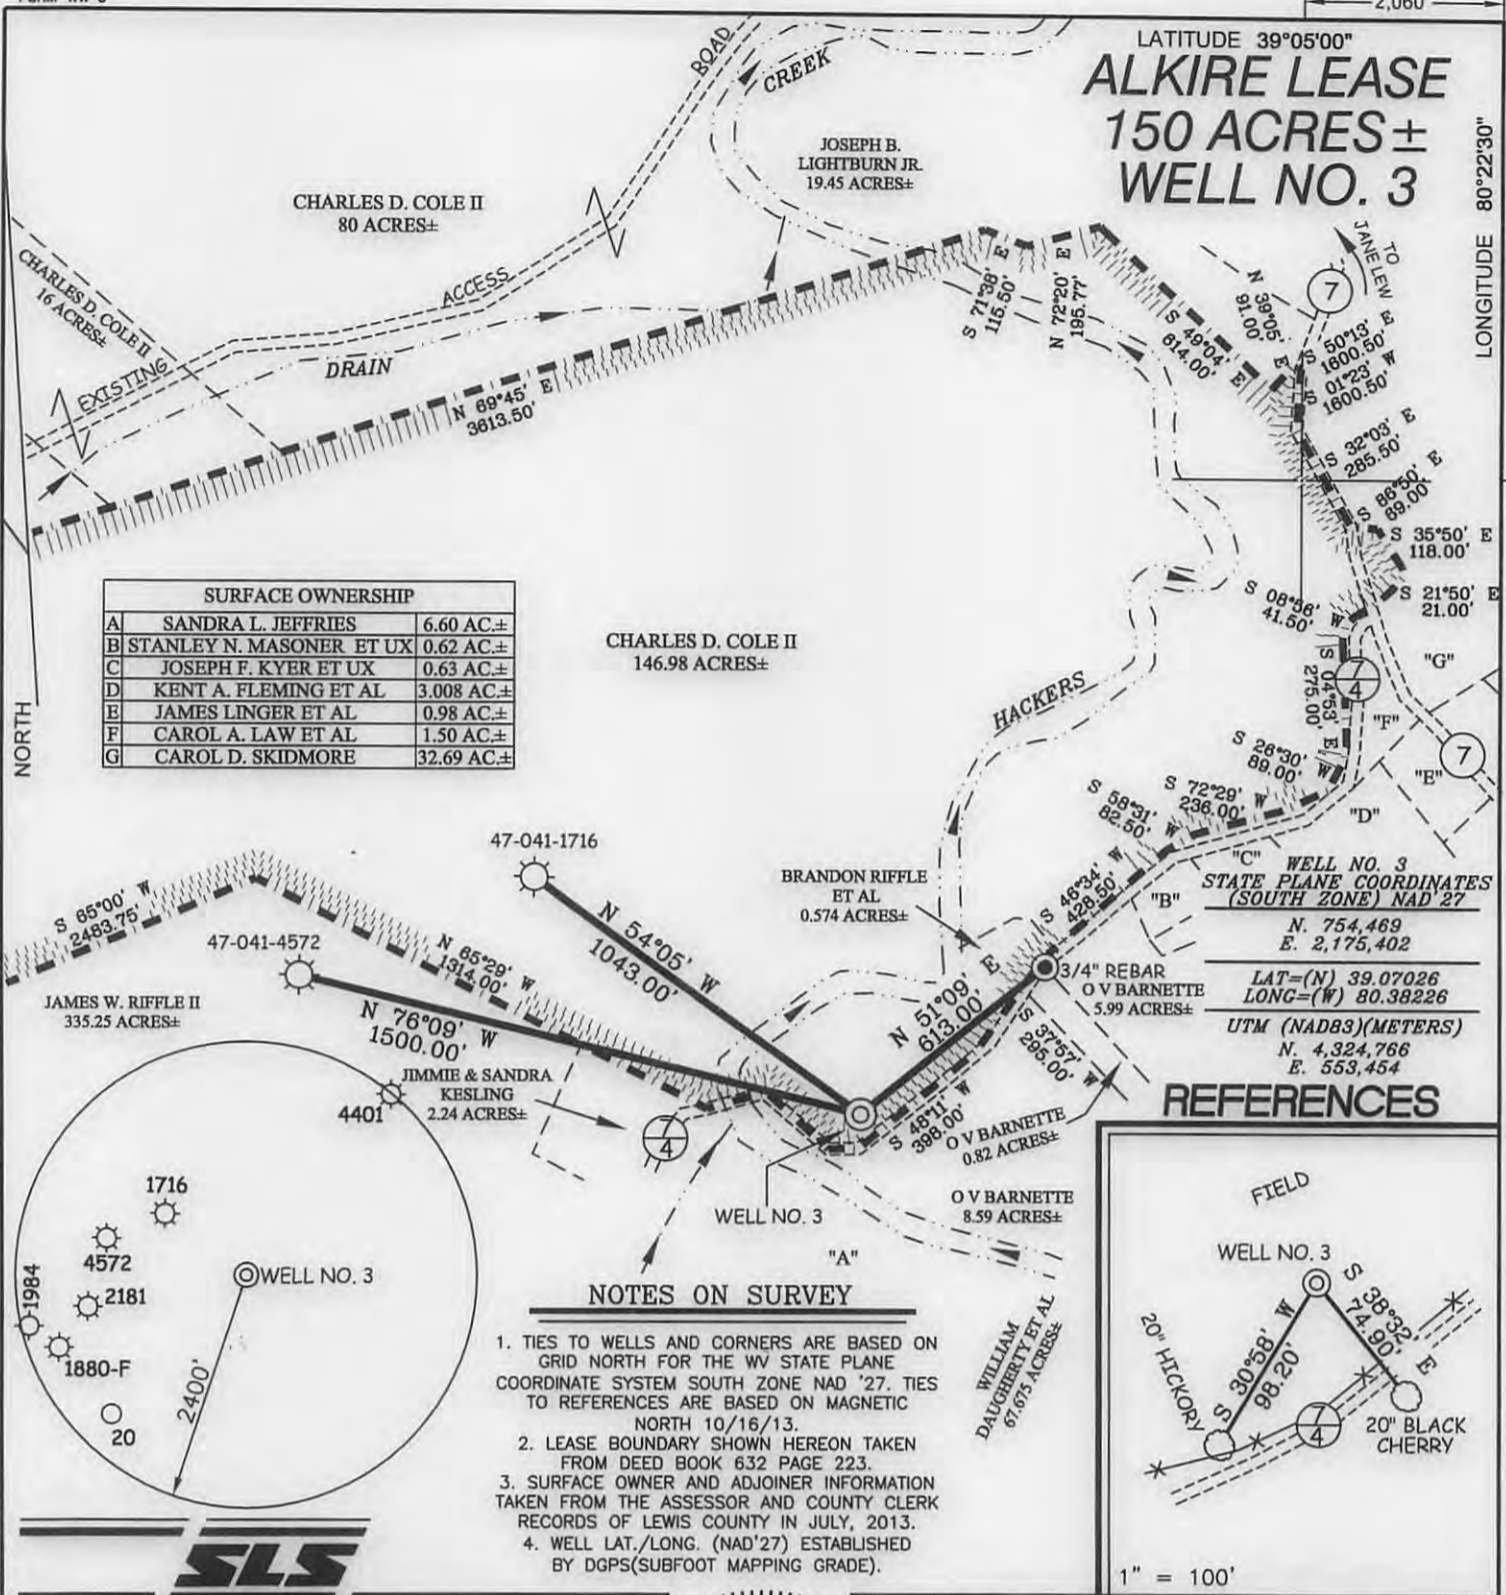 2,060
LATITUDE 39°05'00"
ALKIRE LEASE
150 ACRES±
WELL NO. 3
LONGITUDE 80°22'30"
ROAD
CREEK
JOSEPH B.
LIGHTBURN JR.
19.45 ACRES±
CHARLES D. COLE II
80 ACRES±
CHARLES D. COLE II
16 ACRES±
ACCESS
EXISTING
DRAIN
TO
JANE LEW
7
N 69°45' E
3613.50'
S 71°38' E
115.50'
N 72°20' E
195.77'
S 49°04' E
814.00'
N 39°05' E
91.00'
S 50°13' E
1600.50'
S 01°23' W
1600.50'
S 32°03' E
285.50'
S 86°50' E
69.00'
S 35°50' E
118.00'
S 21°50' E
21.00'
S 08°56' W
41.50'
S 04°53' E
275.00'
7
4
"G"
"F"
7
"E"
"D"
S 26°30' W
89.00'
S 72°29' W
236.00'
S 58°31' W
82.50'
"C"
"B"
S 46°34' W
428.50'
SURFACE OWNERSHIP
A SANDRA L. JEFFRIES 6.60 AC.±
B STANLEY N. MASONER ET UX 0.62 AC.±
C JOSEPH F. KYER ET UX 0.63 AC.±
D KENT A. FLEMING ET AL 3.008 AC.±
E JAMES LINGER ET AL 0.98 AC.±
F CAROL A. LAW ET AL 1.50 AC.±
G CAROL D. SKIDMORE 32.69 AC.±
NORTH
CHARLES D. COLE II
146.98 ACRES±
HACKERS
47-041-1716
BRANDON RIFFLE
ET AL
0.574 ACRES±
S 65°00' W
2483.75'
47-041-4572
N 65°29' W
1314.00'
N 54°05' W
1043.00'
N 51°09' E
613.00'
3/4" REBAR
O V BARNETTE
5.99 ACRES±
WELL NO. 3
STATE PLANE COORDINATES
(SOUTH ZONE) NAD'27
N. 754,469
E. 2,175,402
LAT=(N) 39.07026
LONG=(W) 80.38226
UTM (NAD83)(METERS)
N. 4,324,766
E. 553,454
JAMES W. RIFFLE II
335.25 ACRES±
N 76°09' W
1500.00'
JIMMIE & SANDRA
KESLING
2.24 ACRES±
7
4
S 37°57' W
295.00'
S 48°11' W
398.00'
O V BARNETTE
0.82 ACRES±
O V BARNETTE
8.59 ACRES±
WELL NO. 3
"A"
WILLIAM
DAUGHERTY ET AL
67.675 ACRES±
4401
1716
4572
2181
1984
1880-F
20
WELL NO. 3
2400'
NOTES ON SURVEY
1. TIES TO WELLS AND CORNERS ARE BASED ON
GRID NORTH FOR THE WV STATE PLANE
COORDINATE SYSTEM SOUTH ZONE NAD '27. TIES
TO REFERENCES ARE BASED ON MAGNETIC
NORTH 10/16/13.
2. LEASE BOUNDARY SHOWN HEREON TAKEN
FROM DEED BOOK 632 PAGE 223.
3. SURFACE OWNER AND ADJOINER INFORMATION
TAKEN FROM THE ASSESSOR AND COUNTY CLERK
RECORDS OF LEWIS COUNTY IN JULY, 2013.
4. WELL LAT./LONG. (NAD'27) ESTABLISHED
BY DGPS(SUBFOOT MAPPING GRADE).
SLS
REFERENCES
FIELD
WELL NO. 3
S 38°32' E
74.90'
S 30°58' W
98.20'
20" HICKORY
7
4
20" BLACK
CHERRY
1" = 100'